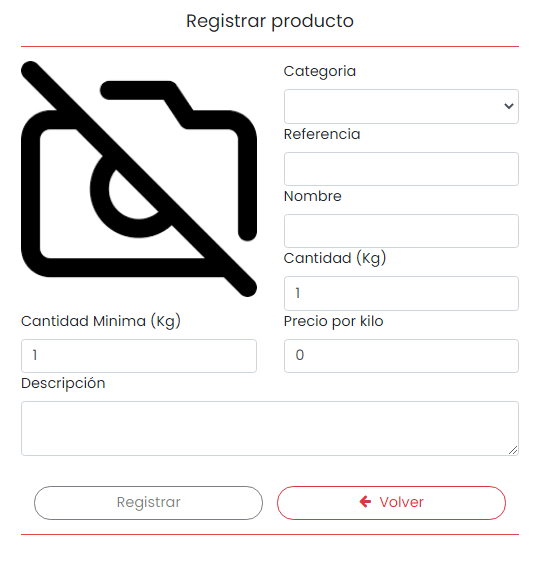 Registrar producto
Categoria
Referencia
Nombre
Cantidad (Kg)
1
Cantidad Minima (Kg)
Precio por kilo
1
0
Descripción
Registrar
Volver